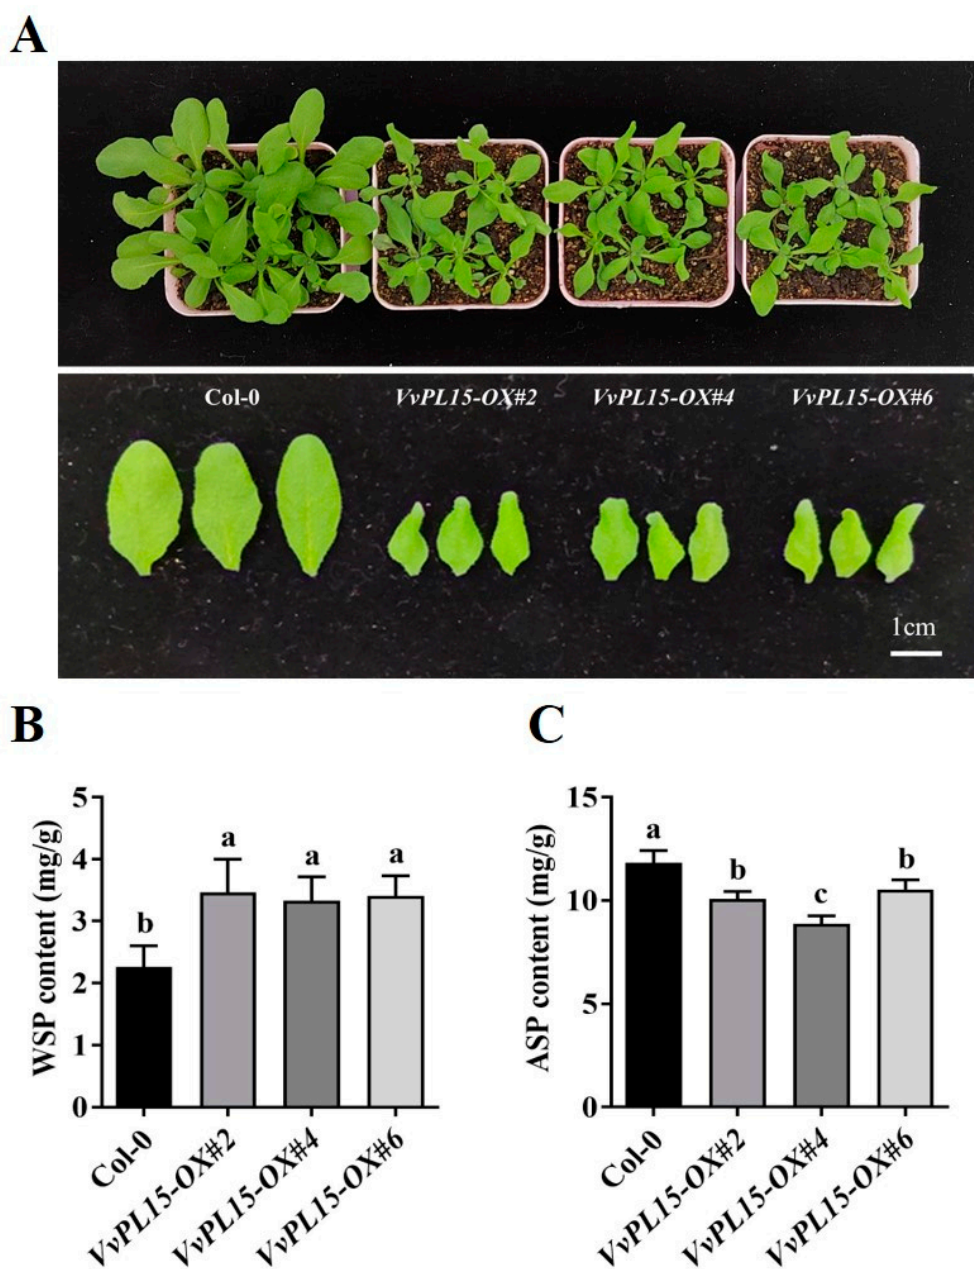 A
Col-0 VvPL15-OX#2 VvPL15-OX#4 VvPL15-OX#6
1cm
B
WSP content (mg/g)
5
4
3
2
1
0
b a a a
Col-0
VvPL15-OX#2
VvPL15-OX#4
VvPL15-OX#6
C
ASP content (mg/g)
15
10
5
0
a b c b
Col-0
VvPL15-OX#2
VvPL15-OX#4
VvPL15-OX#6